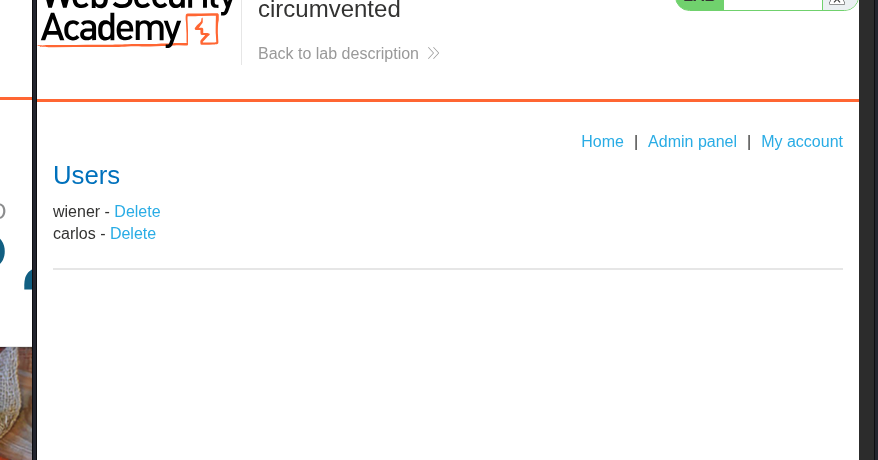 WebSecurity
Academy
circumvented
Back to lab description
Home | Admin panel | My account
Users
wiener - Delete
carlos - Delete